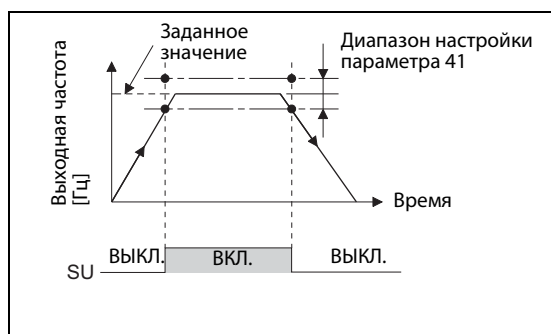 Заданное
значение
Диапазон настройки
параметра 41
Выходная частота
[Гц]
Время
SU
ВЫКЛ.
ВКЛ.
ВЫКЛ.